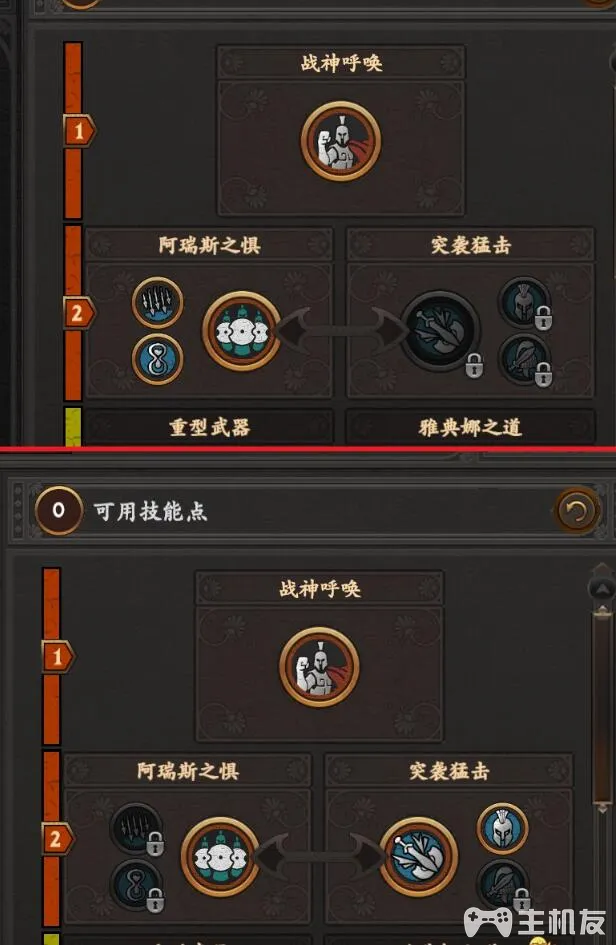 战神呼唤
1
阿瑞斯之惧 突袭猛击
2
重型武器 雅典娜之道
0 可用技能点
战神呼唤
1
阿瑞斯之惧 突袭猛击
2
主机友